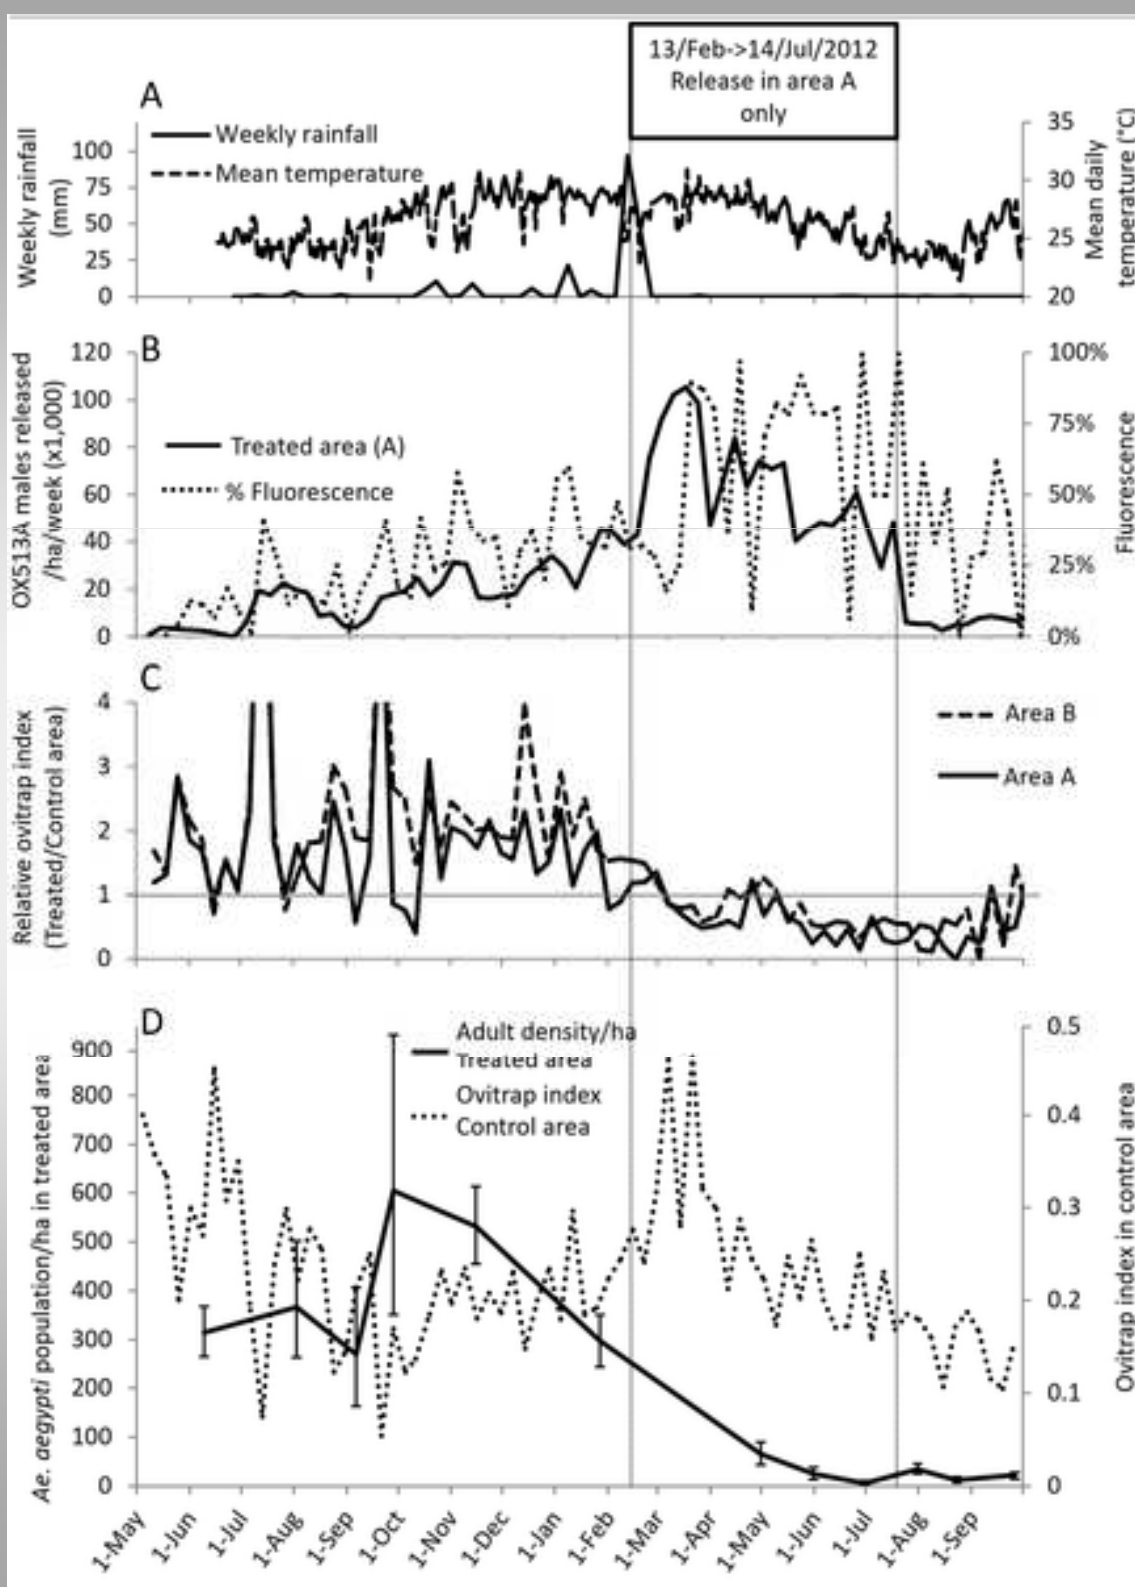 13/Feb->14/Jul/2012
Release in area A
only
A
Weekly rainfall
Mean temperature
Weekly rainfall
(mm)
100
75
50
25
0
35
30
25
20
Mean daily
temperature (°C)
B
OX513A males released
/ha/week (x1,000)
120
100
80
60
40
20
0
Treated area (A)
% Fluorescence
100%
75%
50%
25%
0%
Fluorescence
C
Relative ovitrap index
(Treated/Control area)
4
3
2
1
0
Area B
Area A
D
Ae. aegypti population/ha in treated area
900
800
700
600
500
400
300
200
100
0
Adult density/ha
Treated area
Ovitrap index
Control area
0.5
0.4
0.3
0.2
0.1
0
Ovitrap index in control area
1-May
1-Jun
1-Jul
1-Aug
1-Sep
1-Oct
1-Nov
1-Dec
1-Jan
1-Feb
1-Mar
1-Apr
1-May
1-Jun
1-Jul
1-Aug
1-Sep